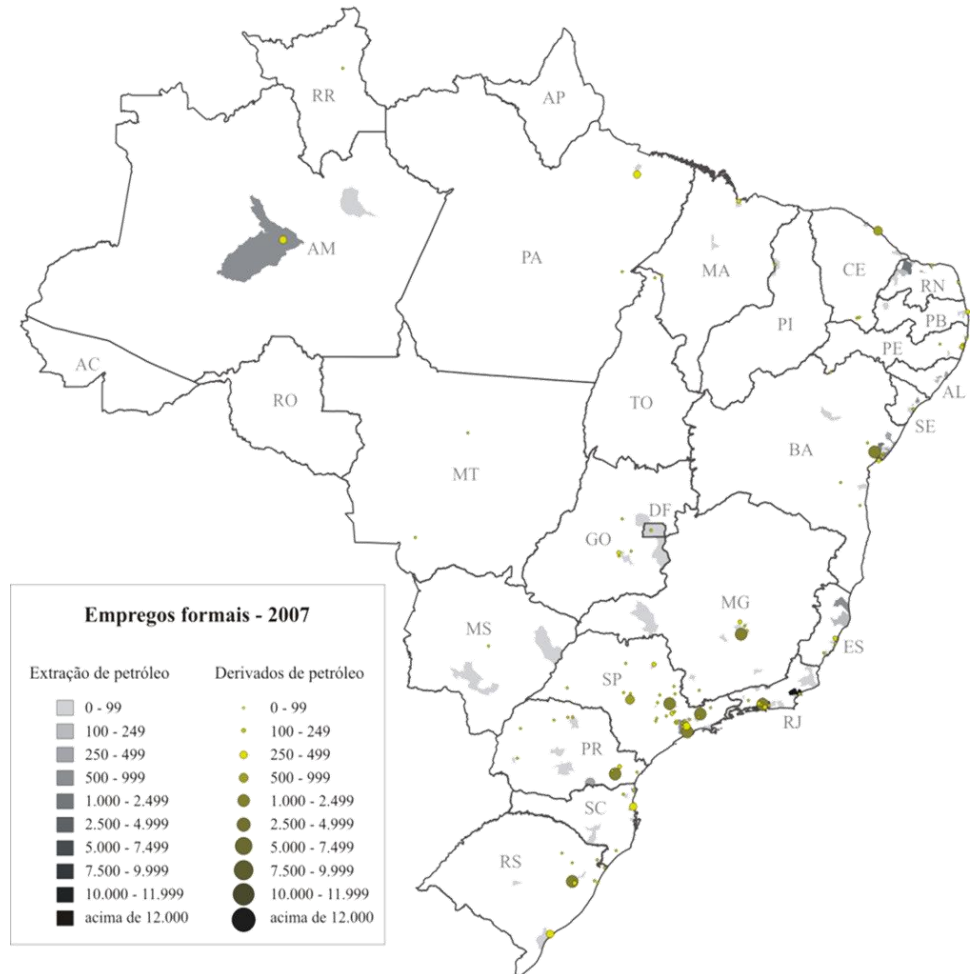 RR
AP
AM
PA
MA
CE
RN
PB
PI
PE
AC
AL
RO
TO
SE
BA
MT
DF
GO
MG
MS
ES
SP
RJ
PR
SC
RS
Empregos formais - 2007
Extração de petróleo
0 - 99
100 - 249
250 - 499
500 - 999
1.000 - 2.499
2.500 - 4.999
5.000 - 7.499
7.500 - 9.999
10.000 - 11.999
acima de 12.000
Derivados de petróleo
0 - 99
100 - 249
250 - 499
500 - 999
1.000 - 2.499
2.500 - 4.999
5.000 - 7.499
7.500 - 9.999
10.000 - 11.999
acima de 12.000